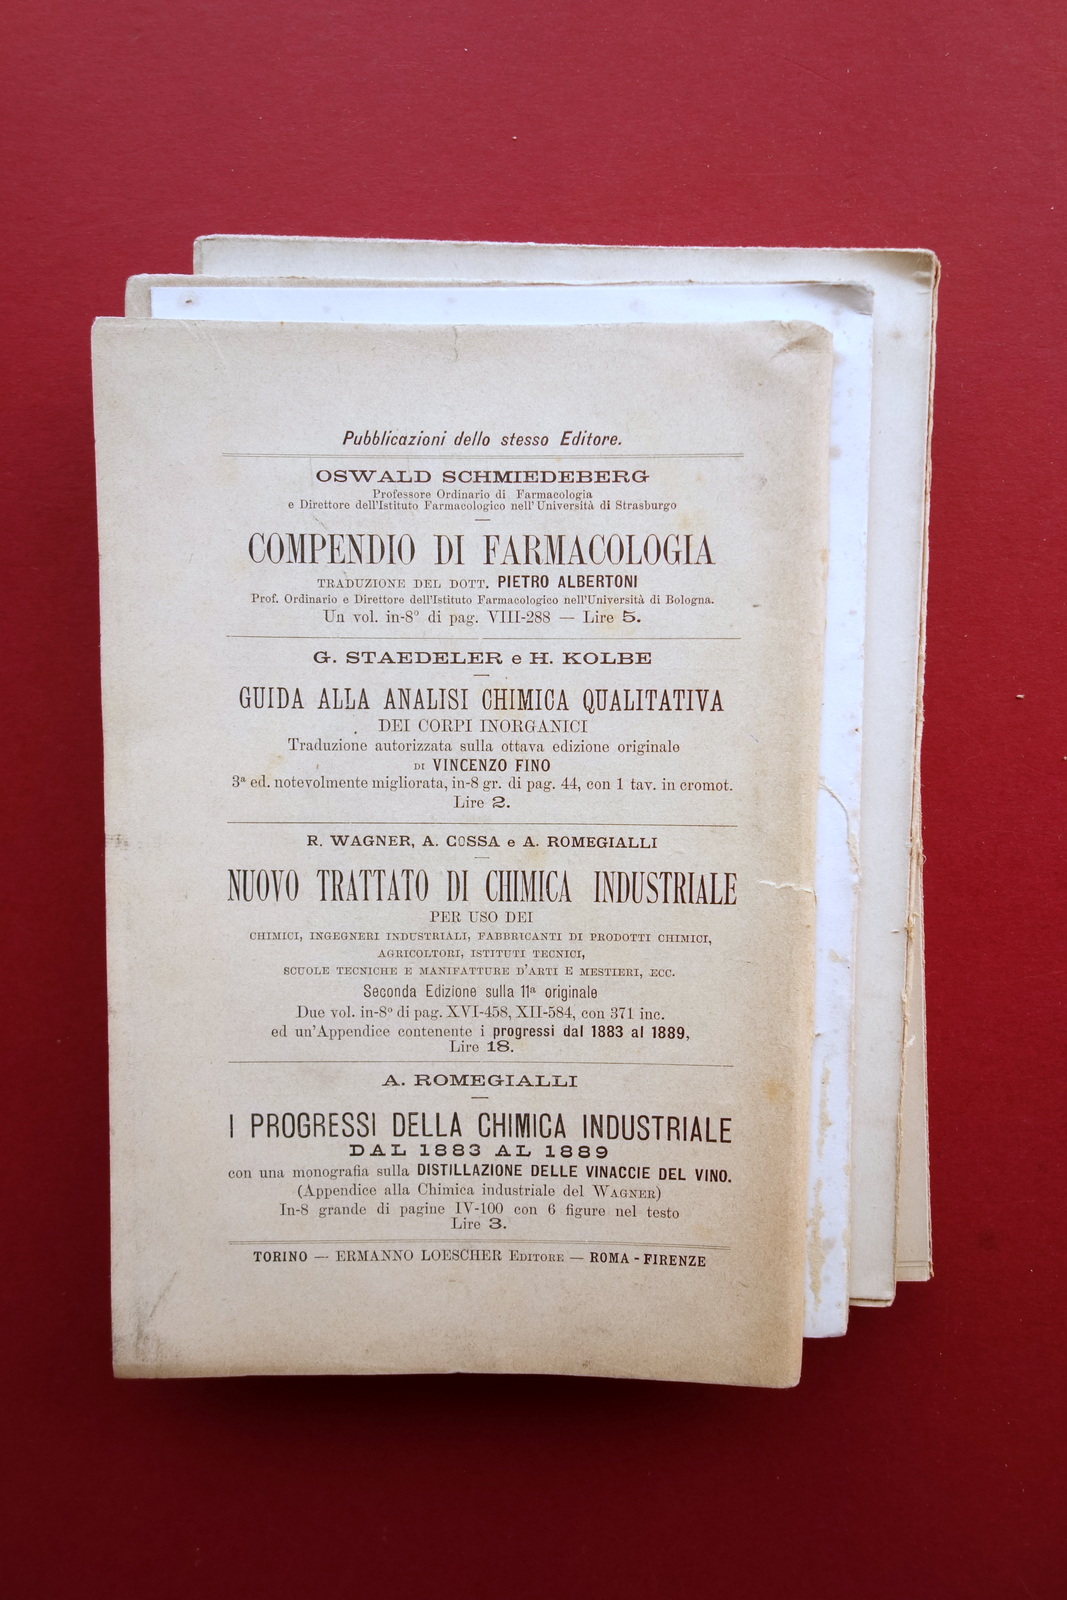 Pubblicazioni dello stesso Editore.
OSWALD SCHMIEDEBERG
Professore Ordinario di Farmacologia
e Direttore dell'Istituto Farmacologico nell'Università di Strasburgo
COMPENDIO DI FARMACOLOGIA
TRADUZIONE DEL DOTT. PIETRO ALBERTONI
Prof. Ordinario e Direttore dell'Istituto Farmacologico nell'Università di Bologna.
Un vol. in-8° di pag. VIII-288 — Lire 5.
G. STAEDELER e H. KOLBE
GUIDA ALLA ANALISI CHIMICA QUALITATIVA
DEI CORPI INORGANICI
Traduzione autorizzata sulla ottava edizione originale
DI VINCENZO FINO
3ª ed. notevolmente migliorata, in-8 gr. di pag. 44, con 1 tav. in cromot.
Lire 2.
R. WAGNER, A. COSSA e A. ROMEGIALLI
NUOVO TRATTATO DI CHIMICA INDUSTRIALE
PER USO DEI
CHIMICI, INGEGNERI INDUSTRIALI, FABBRICANTI DI PRODOTTI CHIMICI,
AGRICOLTORI, ISTITUTI TECNICI,
SCUOLE TECNICHE E MANIFATTURE D'ARTI E MESTIERI, ECC.
Seconda Edizione sulla 11ª originale
Due vol. in-8° di pag. XVI-458, XII-584, con 371 inc.
ed un'Appendice contenente i progressi dal 1883 al 1889,
Lire 18.
A. ROMEGIALLI
I PROGRESSI DELLA CHIMICA INDUSTRIALE
DAL 1883 AL 1889
con una monografia sulla DISTILLAZIONE DELLE VINACCIE DEL VINO.
(Appendice alla Chimica industriale del WAGNER)
In-8 grande di pagine IV-100 con 6 figure nel testo
Lire 3.
TORINO — ERMANNO LOESCHER EDITORE — ROMA - FIRENZE